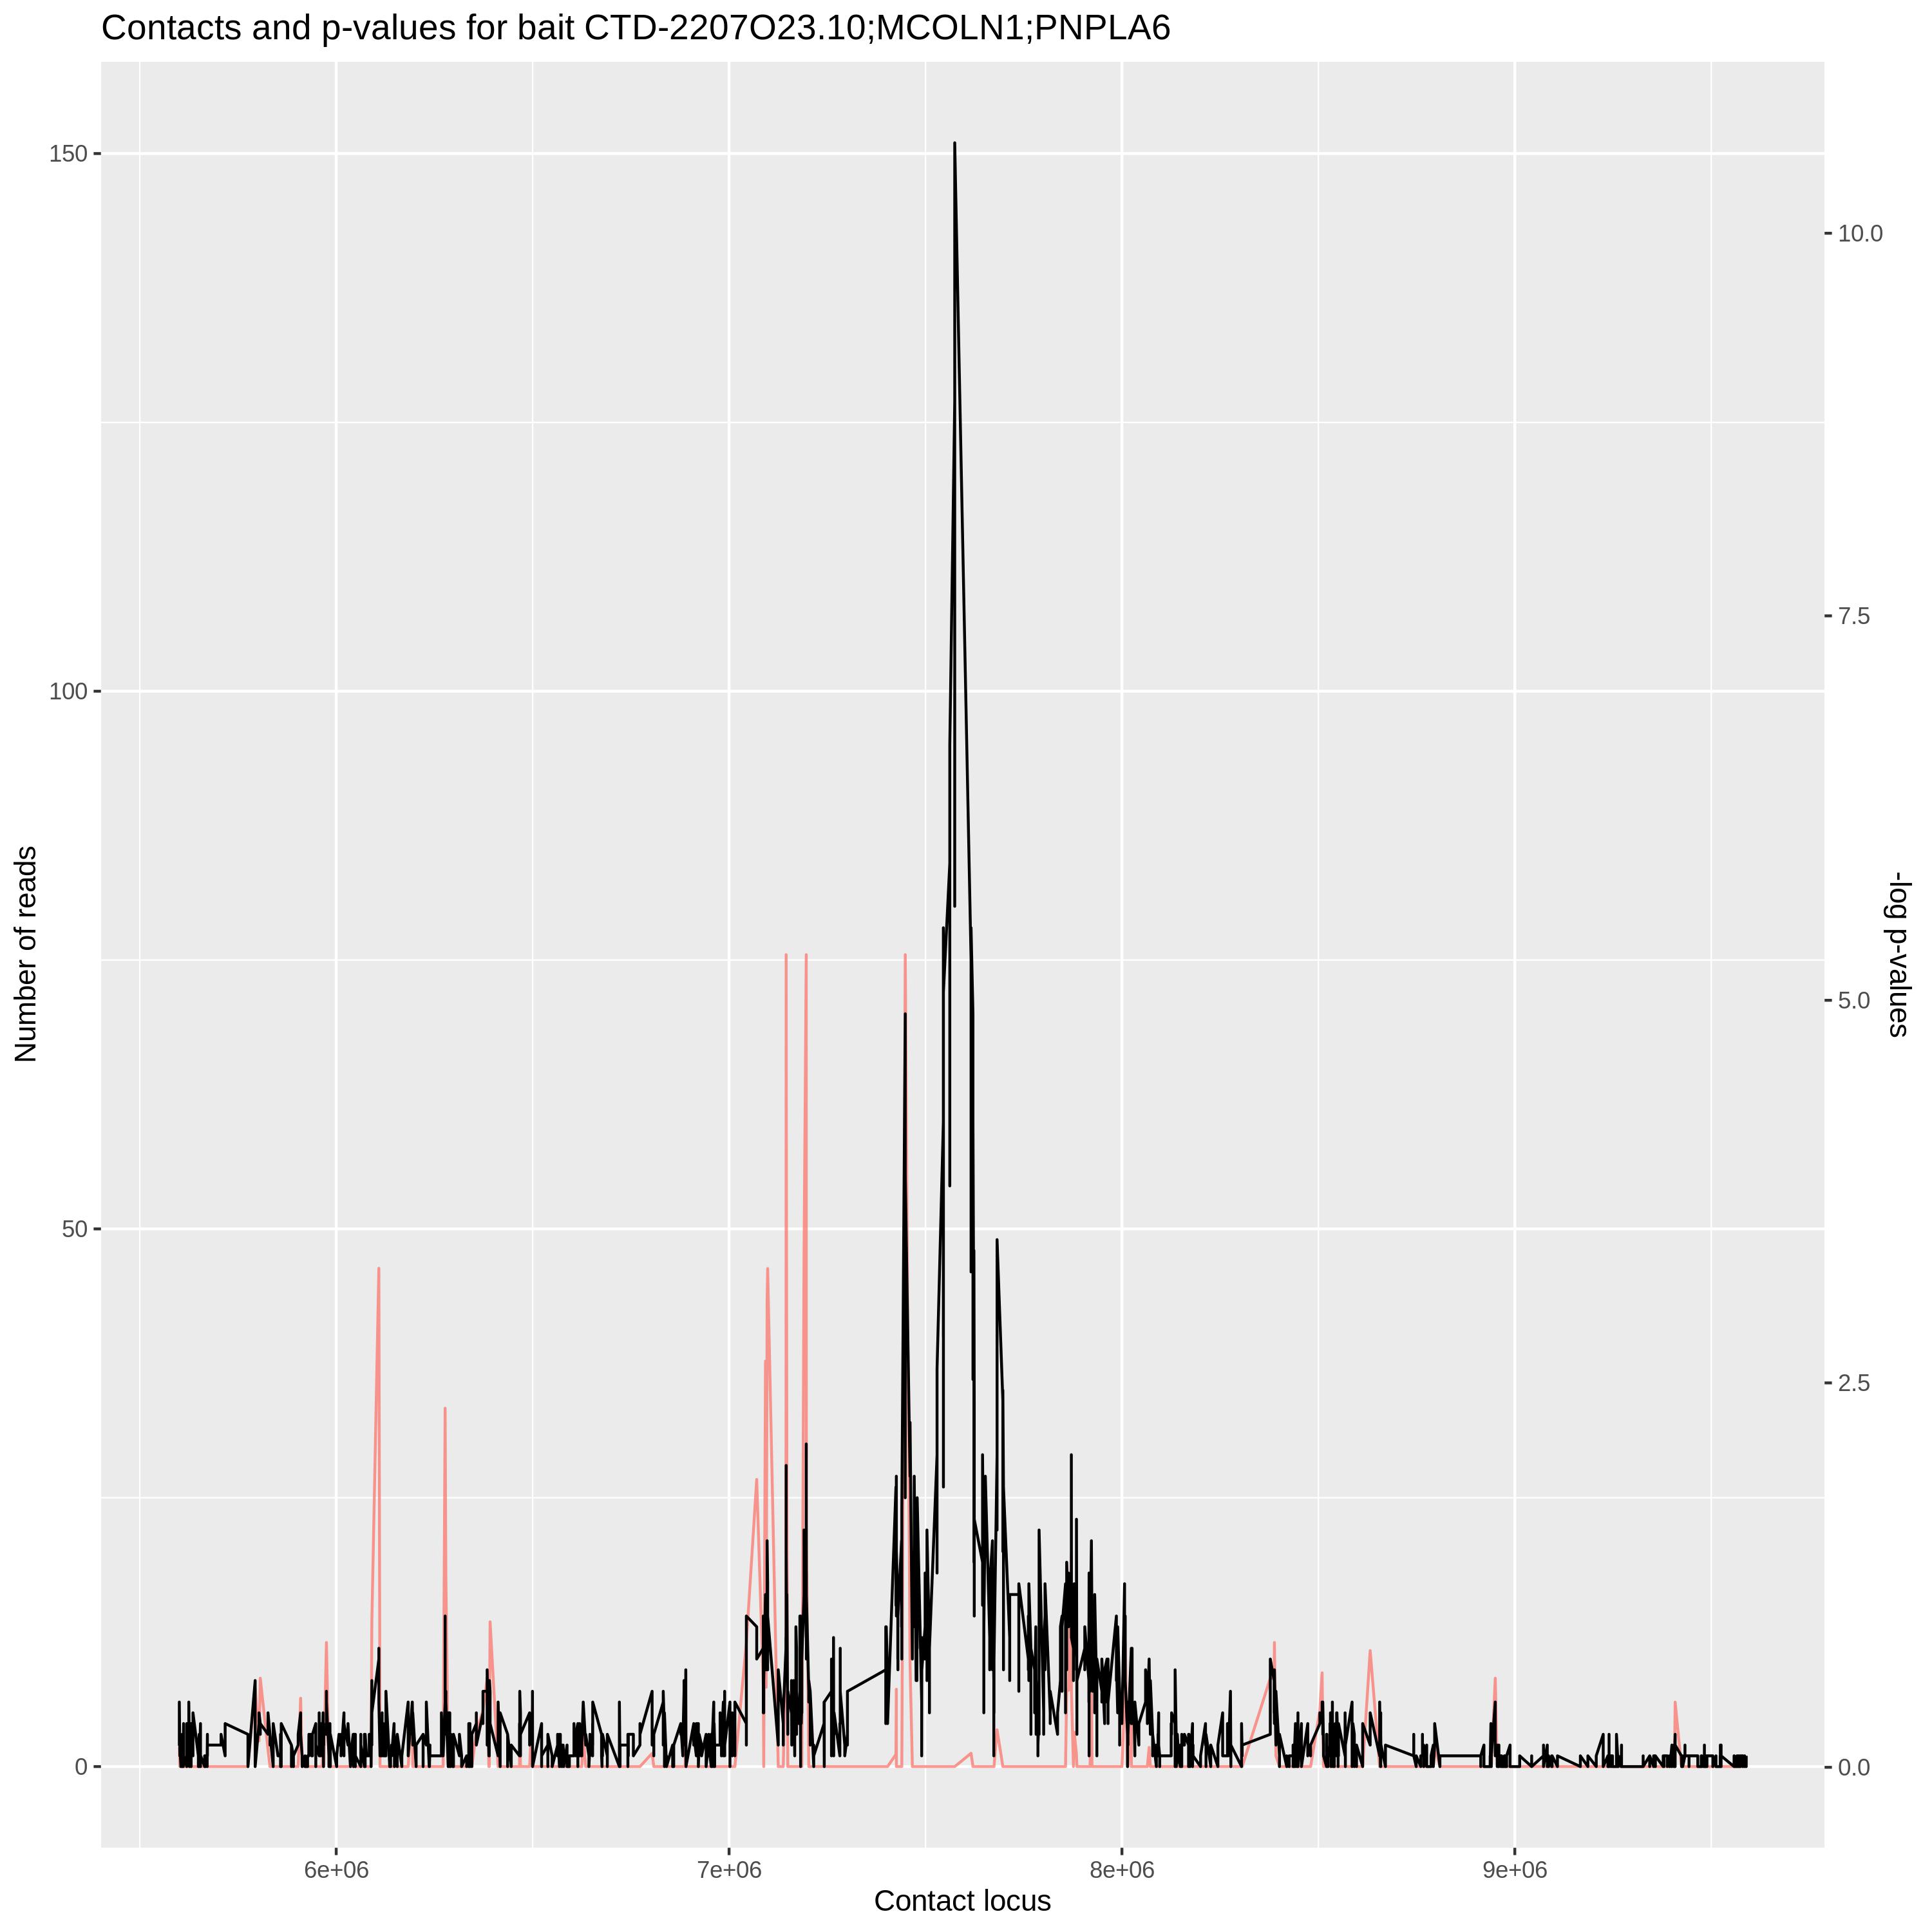 Contacts and p-values for bait CTD-2207O23.10;MCOLN1;PNPLA6
150
100
50
0
Number of reads
10.0
7.5
5.0
2.5
0.0
-log p-values
6e+06
7e+06
8e+06
9e+06
Contact locus